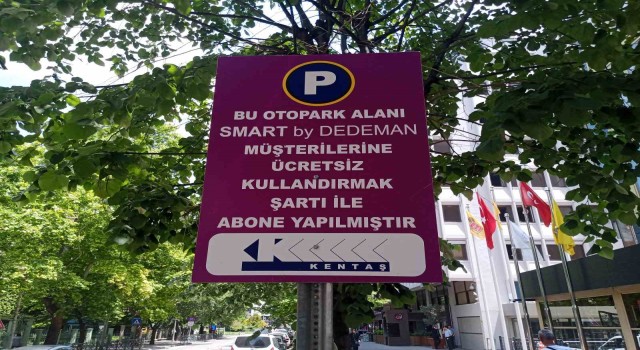 P
BU OTOPARK ALANI
SMART by DEDEMAN
MÜŞTERİLERİNE
ÜCRETSİZ
KULLANDIRMAK
ŞARTI İLE
ABONE YAPILMIŞTIR
K
KENTAŞ